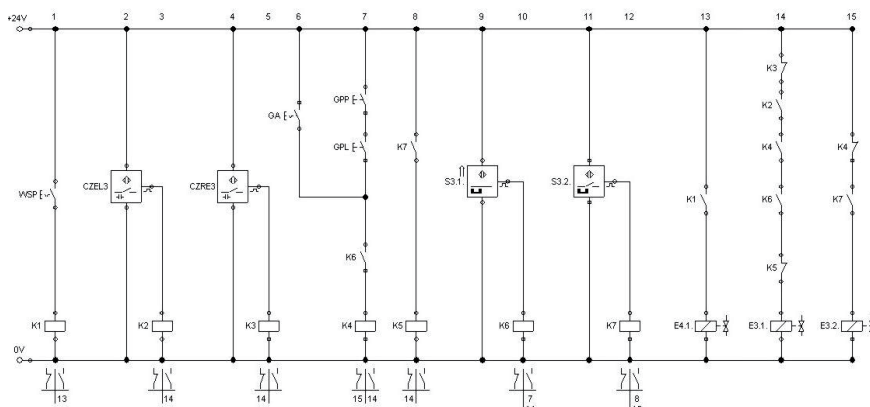 1 2 3 4 5 6 7 8 9 10 11 12 13 14 15
+24V
K3
GPP
K2
GA
GPL K7 K4 K4
CZEL3 CZRE3 S3.1. S3.2.
WSP K1 K6 K7
K6
K5
K1 K2 K3 K4 K5 K6 K7 E4.1. E3.1. E3.2.
0V
13 14 14 15 14 14 7 8